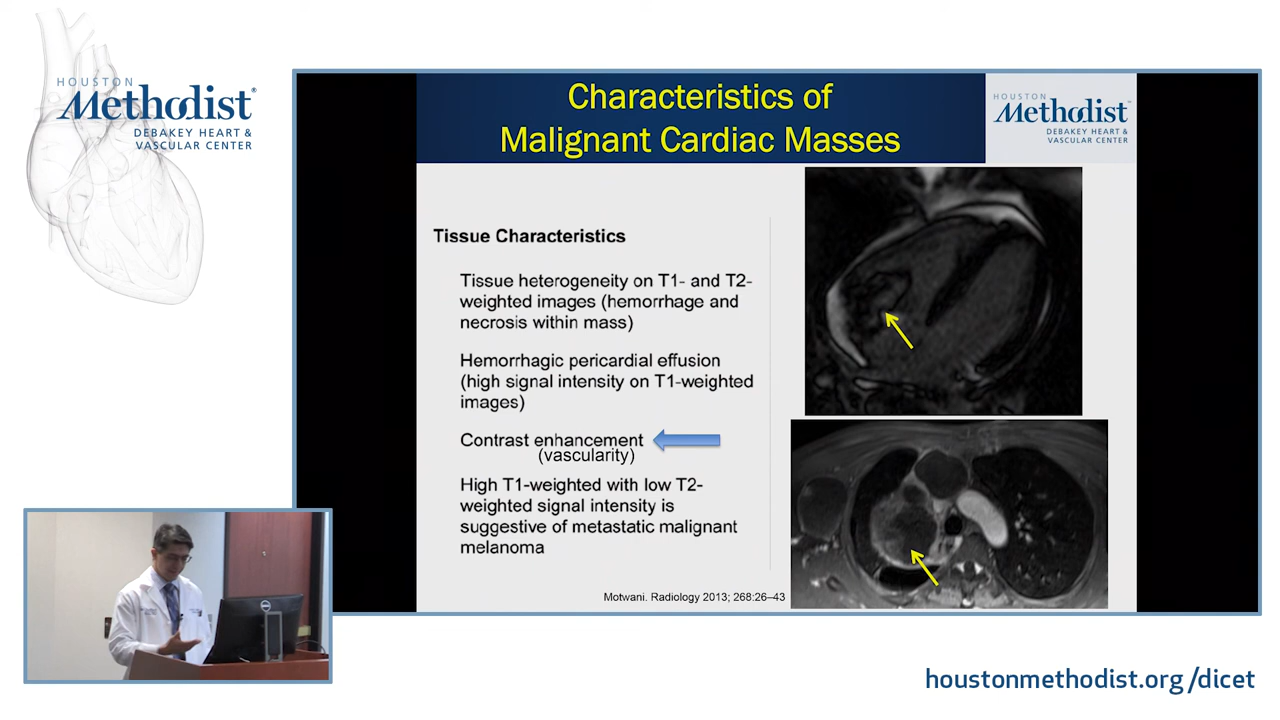 HOUSTON
Methodist®
DEBAKEY HEART &
VASCULAR CENTER
Characteristics of
Malignant Cardiac Masses
HOUSTON
Methodist
DEBAKEY HEART &
VASCULAR CENTER
Tissue Characteristics
Tissue heterogeneity on T1- and T2-
weighted images (hemorrhage and
necrosis within mass)
Hemorrhagic pericardial effusion
(high signal intensity on T1-weighted
images)
Contrast enhancement
(vascularity)
High T1-weighted with low T2-
weighted signal intensity is
suggestive of metastatic malignant
melanoma
Motwani. Radiology 2013; 268:26–43
houstonmethodist.org/dicet